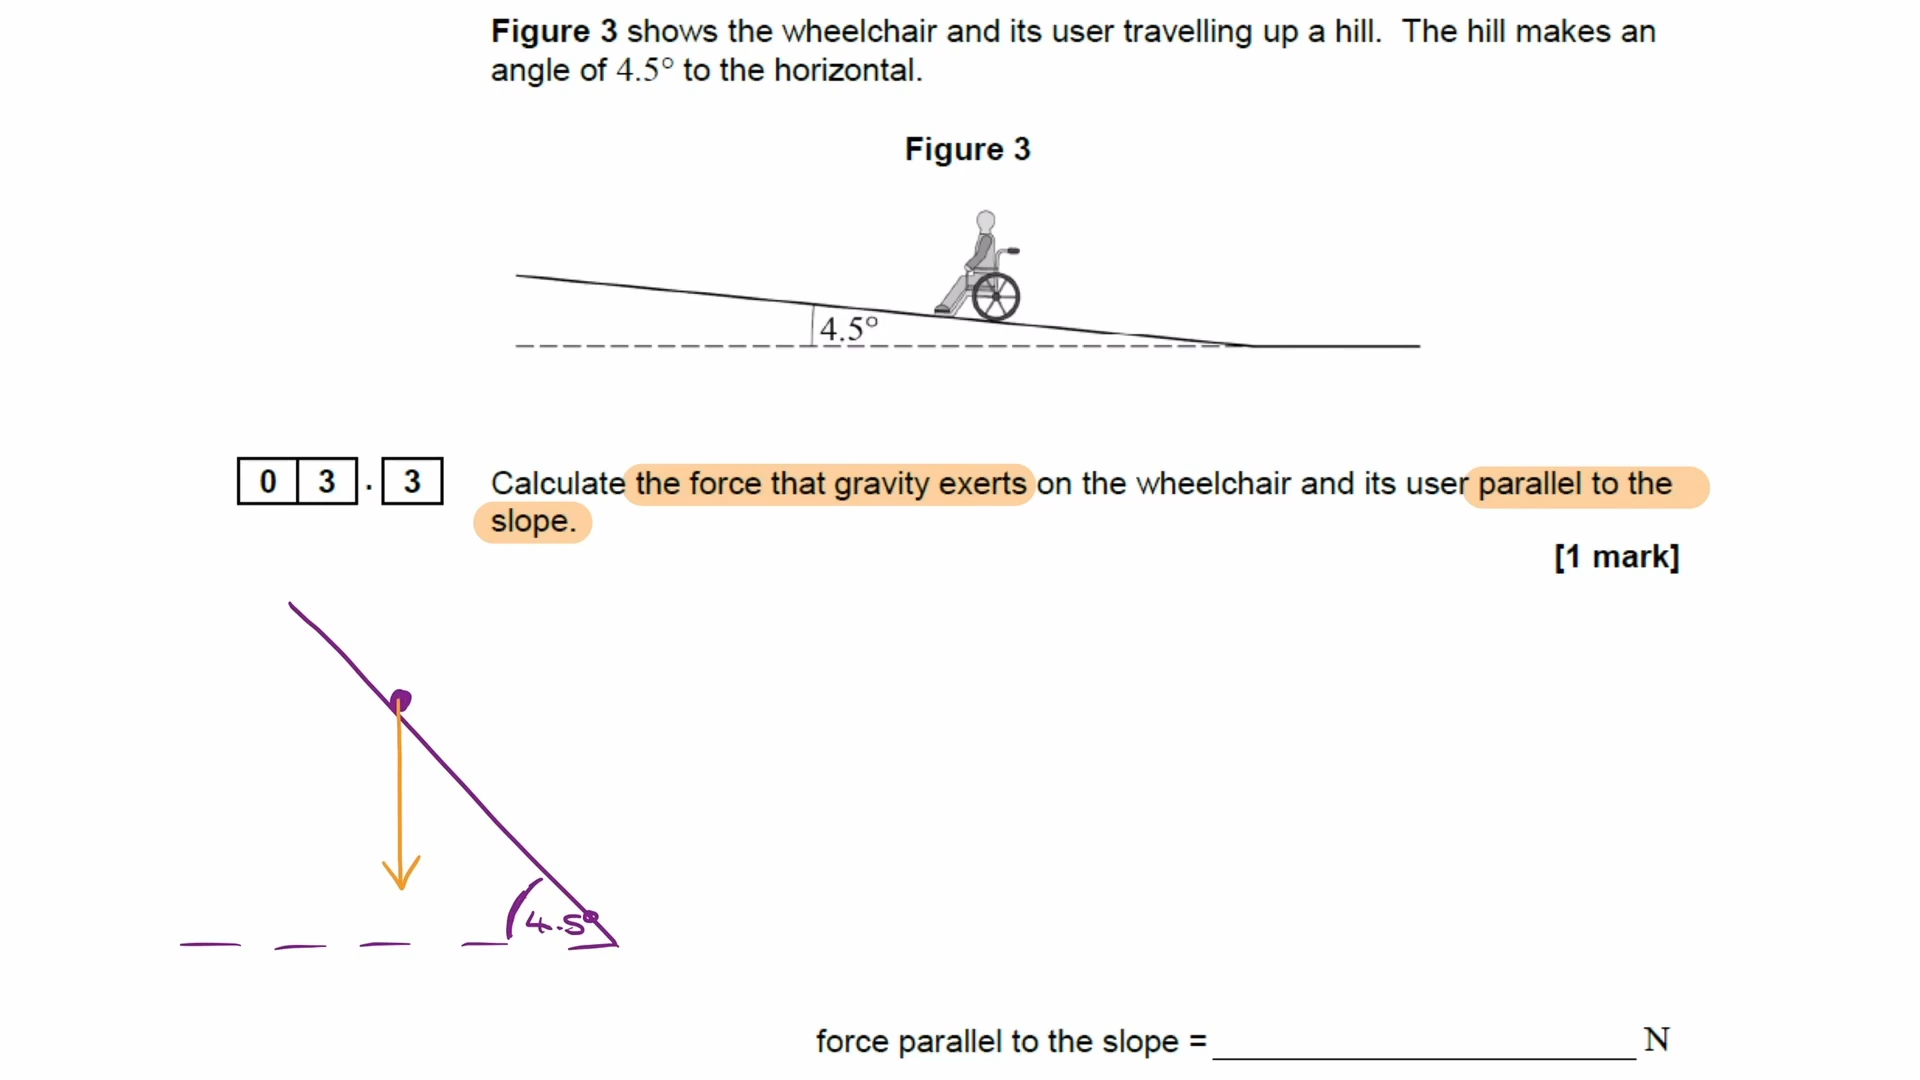 Figure 3 shows the wheelchair and its user travelling up a hill. The hill makes an
angle of 4.5° to the horizontal.
Figure 3
4.5°
0 3 . 3 Calculate the force that gravity exerts on the wheelchair and its user parallel to the
slope.
[1 mark]
4.5°
force parallel to the slope = ____________________ N